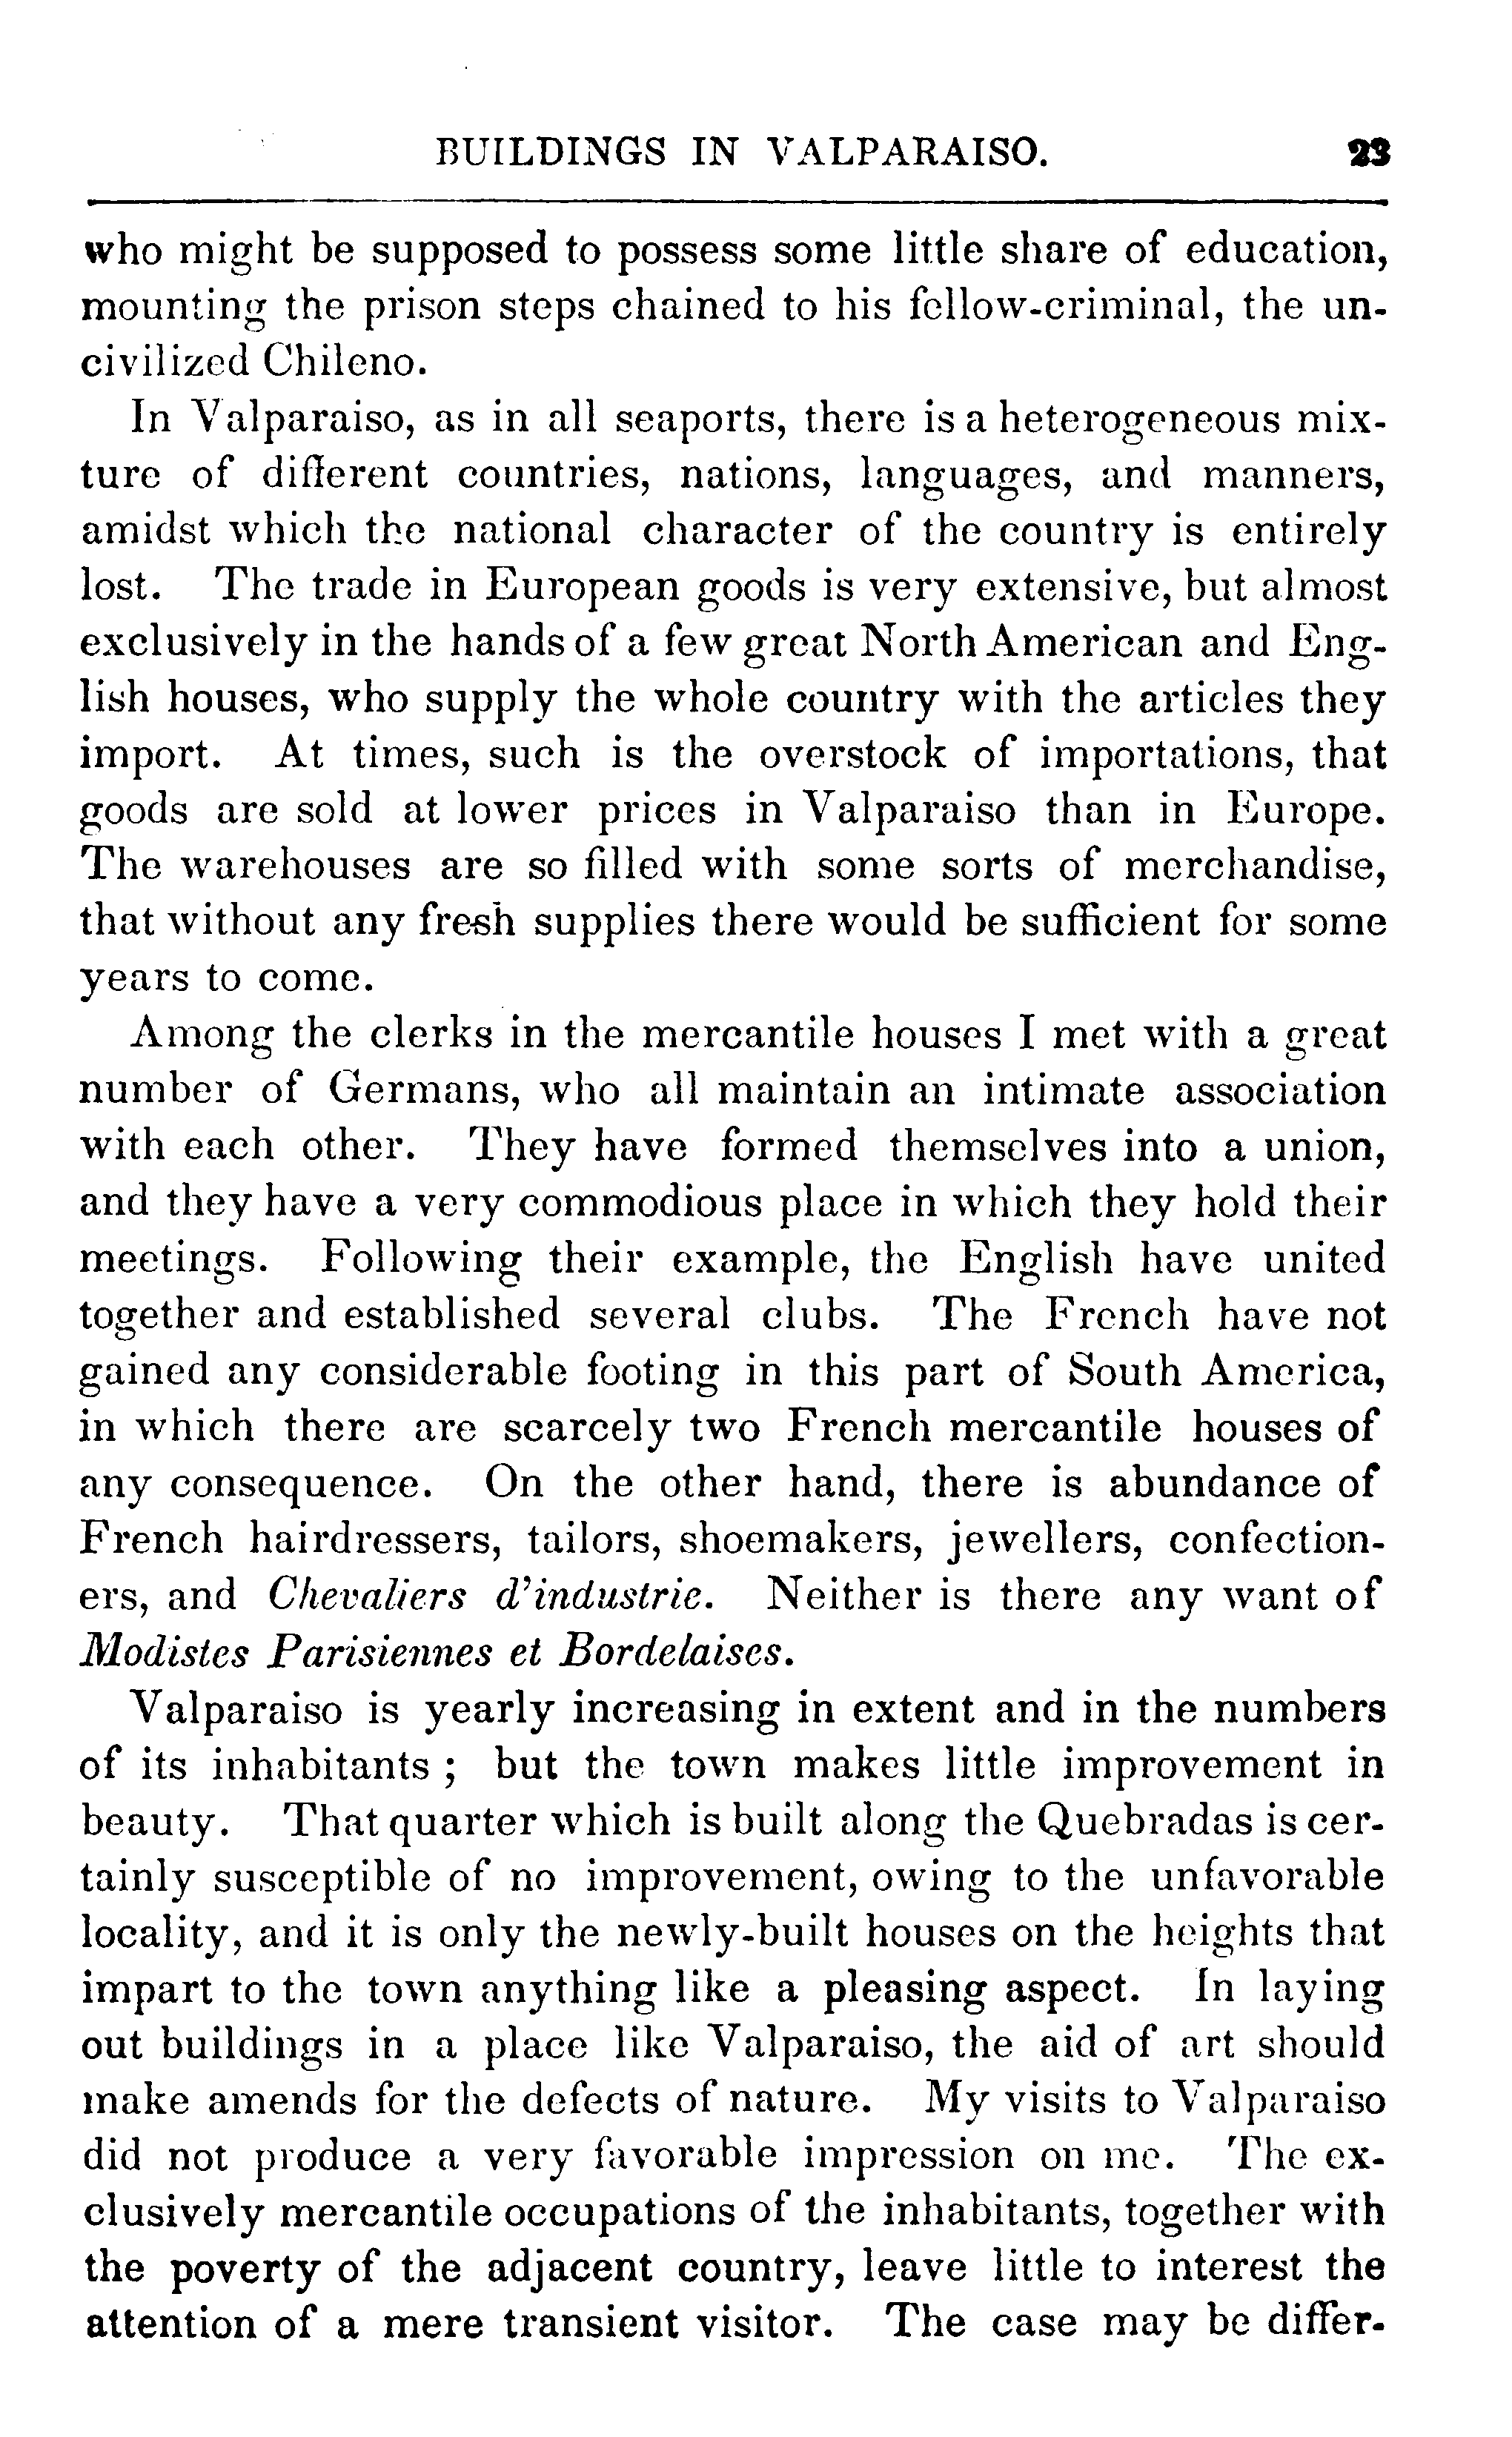 BUILDINGS IN VALPARAISO. 23
who might be supposed to possess some little share of education,
mounting the prison steps chained to his fellow-criminal, the un-
civilized Chileno.
In Valparaiso, as in all seaports, there is a heterogeneous mix-
ture of different countries, nations, languages, and manners,
amidst which the national character of the country is entirely
lost. The trade in European goods is very extensive, but almost
exclusively in the hands of a few great North American and Eng-
lish houses, who supply the whole country with the articles they
import. At times, such is the overstock of importations, that
goods are sold at lower prices in Valparaiso than in Europe.
The warehouses are so filled with some sorts of merchandise,
that without any fresh supplies there would be sufficient for some
years to come.
Among the clerks in the mercantile houses I met with a great
number of Germans, who all maintain an intimate association
with each other. They have formed themselves into a union,
and they have a very commodious place in which they hold their
meetings. Following their example, the English have united
together and established several clubs. The French have not
gained any considerable footing in this part of South America,
in which there are scarcely two French mercantile houses of
any consequence. On the other hand, there is abundance of
French hairdressers, tailors, shoemakers, jewellers, confection-
ers, and Chevaliers d'industrie. Neither is there any want of
Modistes Parisiennes et Bordelaises.
Valparaiso is yearly increasing in extent and in the numbers
of its inhabitants ; but the town makes little improvement in
beauty. That quarter which is built along the Quebradas is cer-
tainly susceptible of no improvement, owing to the unfavorable
locality, and it is only the newly-built houses on the heights that
impart to the town anything like a pleasing aspect. In laying
out buildings in a place like Valparaiso, the aid of art should
make amends for the defects of nature. My visits to Valparaiso
did not produce a very favorable impression on me. The ex-
clusively mercantile occupations of the inhabitants, together with
the poverty of the adjacent country, leave little to interest the
attention of a mere transient visitor. The case may be differ-